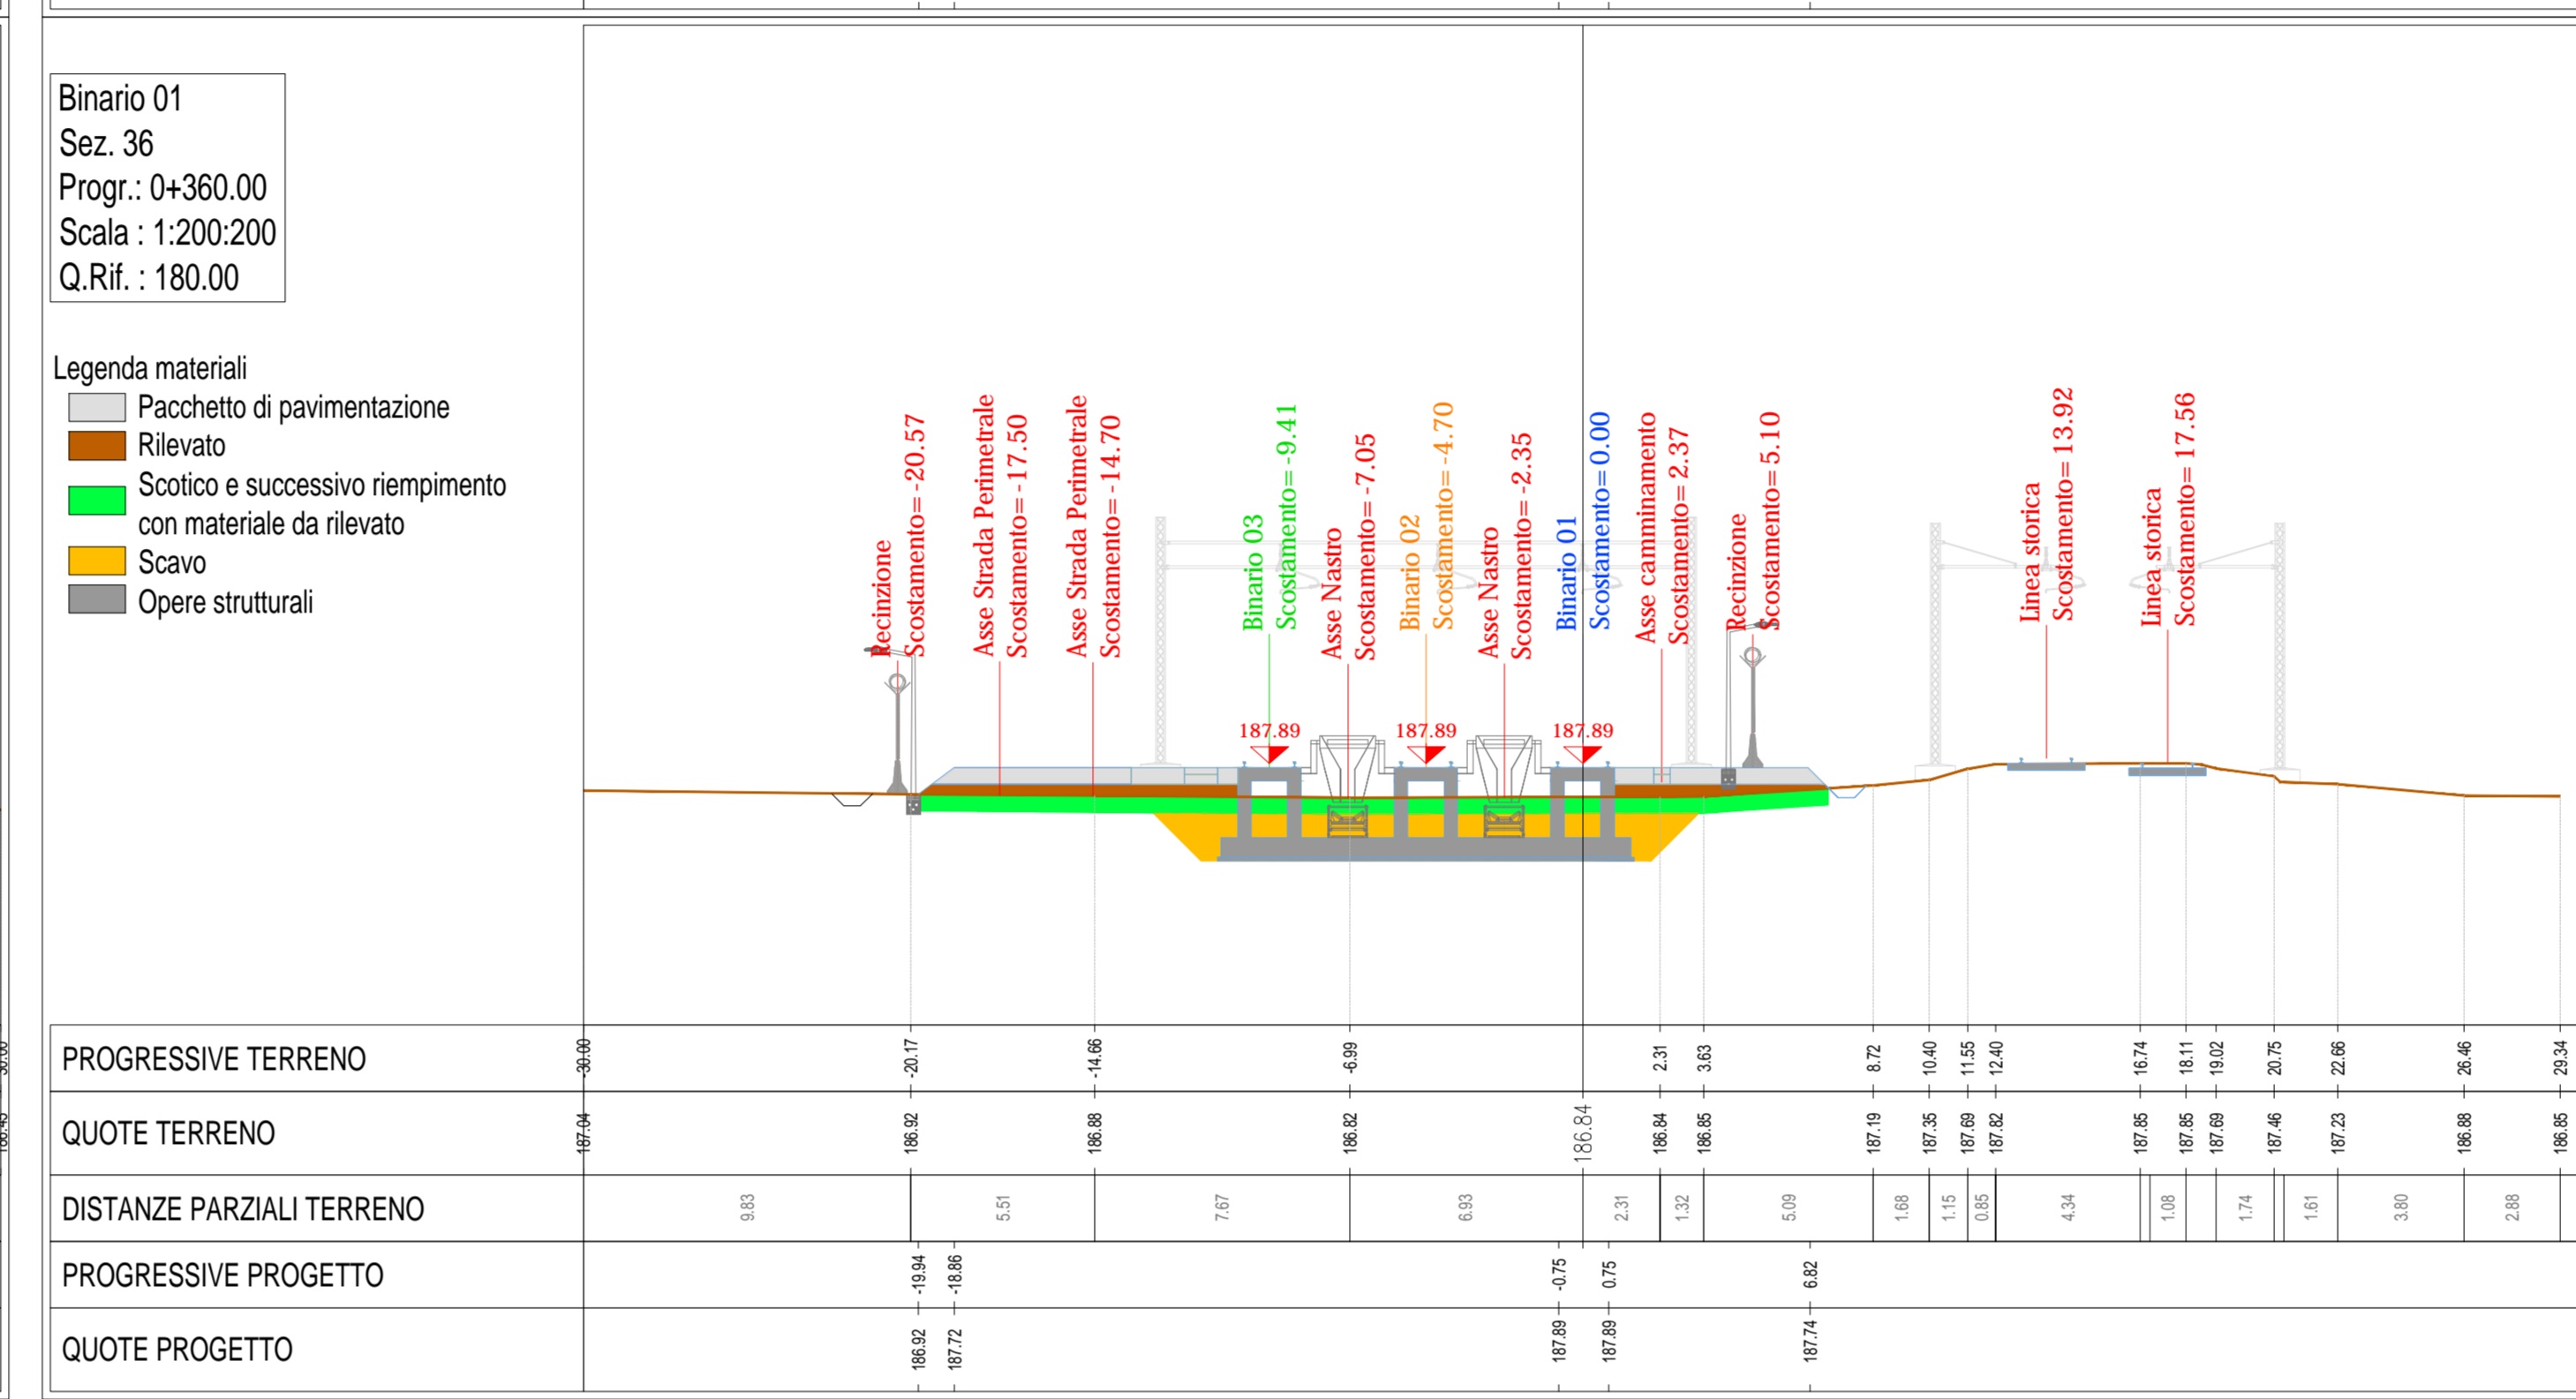 Binario 01
Sez. 36
Progr.: 0+360.00
Scala : 1:200:200
Q.Rif. : 180.00
Legenda materiali
Pacchetto di pavimentazione
Rilevato
Scotico e successivo riempimento
con materiale da rilevato
Scavo
Opere strutturali
Recinzione
Scostamento= -20.57
Asse Strada Perimetrale
Scostamento= -17.50
Asse Strada Perimetrale
Scostamento= -14.70
Binario 03
Scostamento= -9.41
Asse Nastro
Scostamento= -7.05
Binario 02
Scostamento= -4.70
Asse Nastro
Scostamento= -2.35
Binario 01
Scostamento= 0.00
Asse camminamento
Scostamento= 2.37
Recinzione
Scostamento= 5.10
Linea storica
Scostamento= 13.92
Linea storica
Scostamento= 17.56
187.89 187.89 187.89
PROGRESSIVE TERRENO -30.00 -20.17 -14.66 -6.99 2.31 3.63 8.72 10.40 11.55 12.40 16.74 18.11 19.02 20.75 22.66 26.46 29.34
QUOTE TERRENO 187.04 186.92 186.88 186.82 186.84 186.84 186.85 187.19 187.35 187.69 187.82 187.85 187.85 187.69 187.46 187.23 186.88 186.85
DISTANZE PARZIALI TERRENO 9.83 5.51 7.67 6.93 2.31 1.32 5.09 1.68 1.15 0.85 4.34 1.08 1.74 1.61 3.80 2.88
PROGRESSIVE PROGETTO -19.94 -18.86 -0.75 0.75 6.82
QUOTE PROGETTO 186.92 187.72 187.89 187.89 187.74